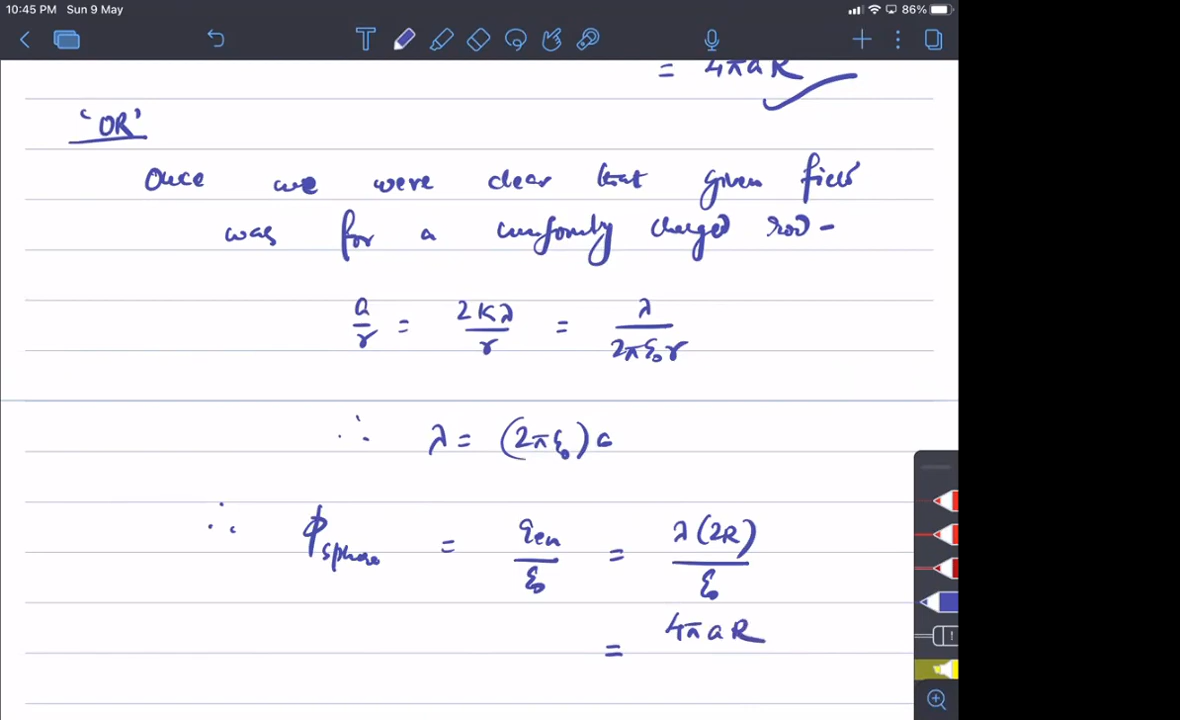 10:45 PM Sun 9 May 86%
= 4πaR
'OR'
Once we were clear that given field
was for a uniformly charged rod -
a/r = 2Kλ/r = λ/2πε₀r
∴ λ = (2πε₀)a
∴ ϕsphere = qen/ε₀ = λ(2R)/ε₀
= 4πaR